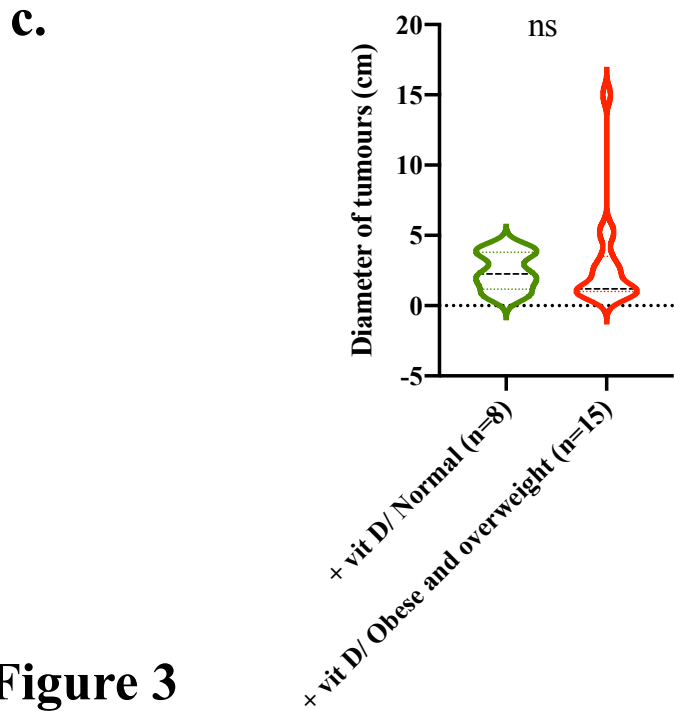 c.
ns
Diameter of tumours (cm)
20
15
10
5
0
-5
+ vit D/ Normal (n=8)
+ vit D/ Obese and overweight (n=15)
Figure 3